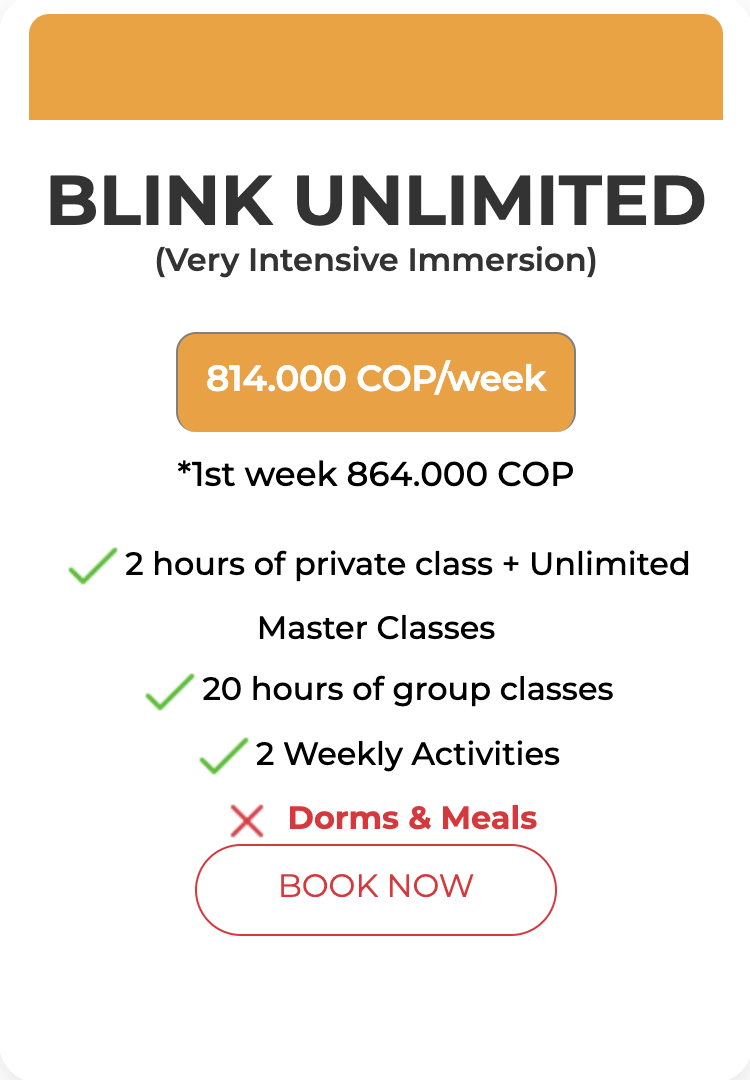 BLINK UNLIMITED
(Very Intensive Immersion)
814.000 COP/week
*1st week 864.000 COP
2 hours of private class + Unlimited
Master Classes
20 hours of group classes
2 Weekly Activities
Dorms & Meals
BOOK NOW